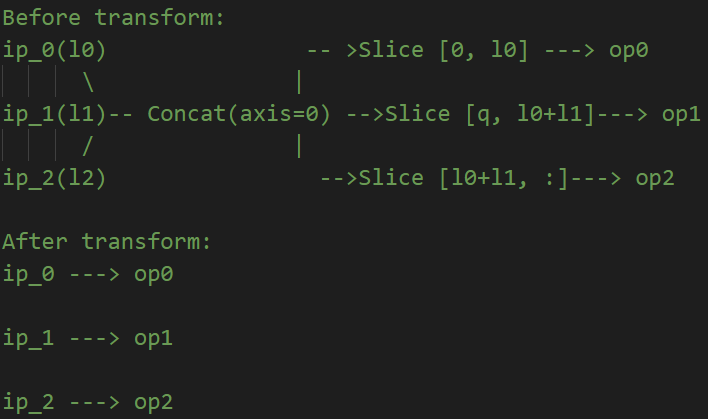 Before transform:
ip_0(l0)               -- >Slice [0, l0] ---> op0
      \               |
ip_1(l1)-- Concat(axis=0) -->Slice [q, l0+l1]---> op1
      /               |
ip_2(l2)                -->Slice [l0+l1, :]---> op2
After transform:
ip_0 ---> op0
ip_1 ---> op1
ip_2 ---> op2